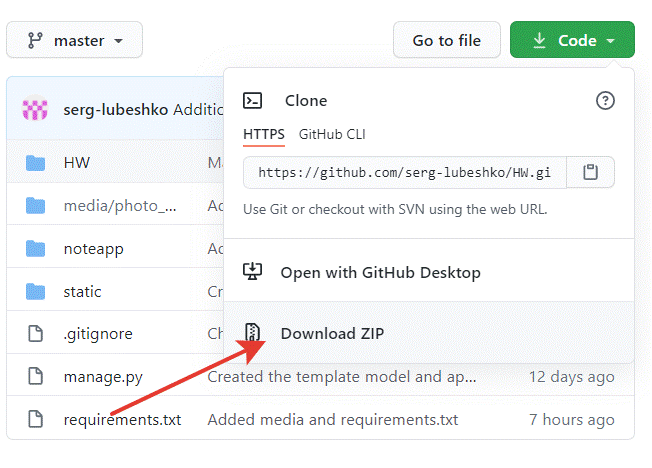 master Go to file Code
serg-lubeshko Additic
Clone
HTTPS GitHub CLI
https://github.com/serg-lubeshko/HW.gi
Use Git or checkout with SVN using the web URL.
Open with GitHub Desktop
Download ZIP
HW Ma
media/photo_... Ad
noteapp Ad
static Cr
.gitignore Ch
manage.py Created the template model and ap... 12 days ago
requirements.txt Added media and requirements.txt 7 hours ago